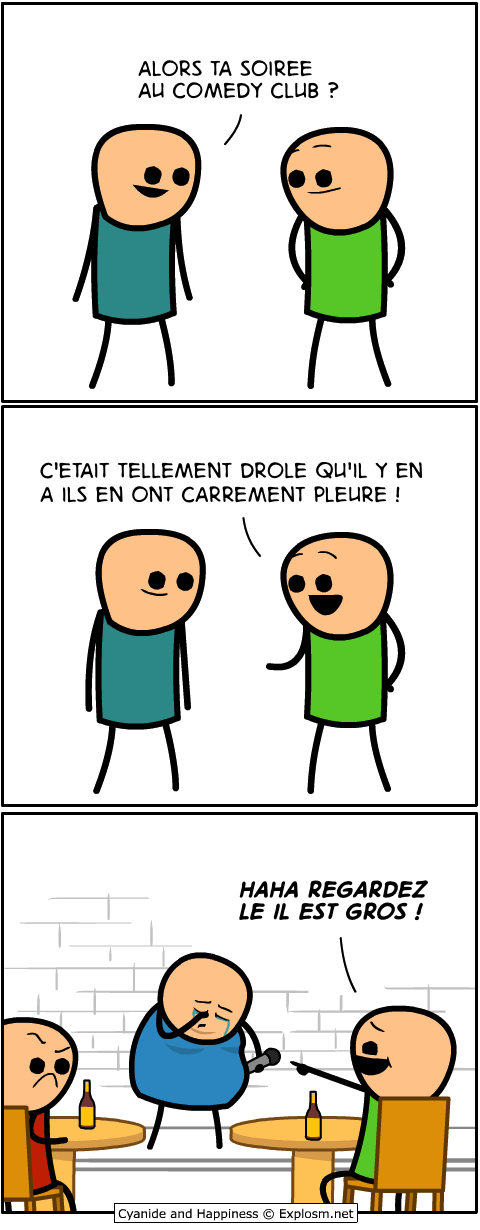 ALORS TA SOIREE
AU COMEDY CLUB ?
C'ETAIT TELLEMENT DROLE QU'IL Y EN
A ILS EN ONT CARREMENT PLEURE !
HAHA REGARDEZ
LE IL EST GROS !
Cyanide and Happiness © Explosm.net